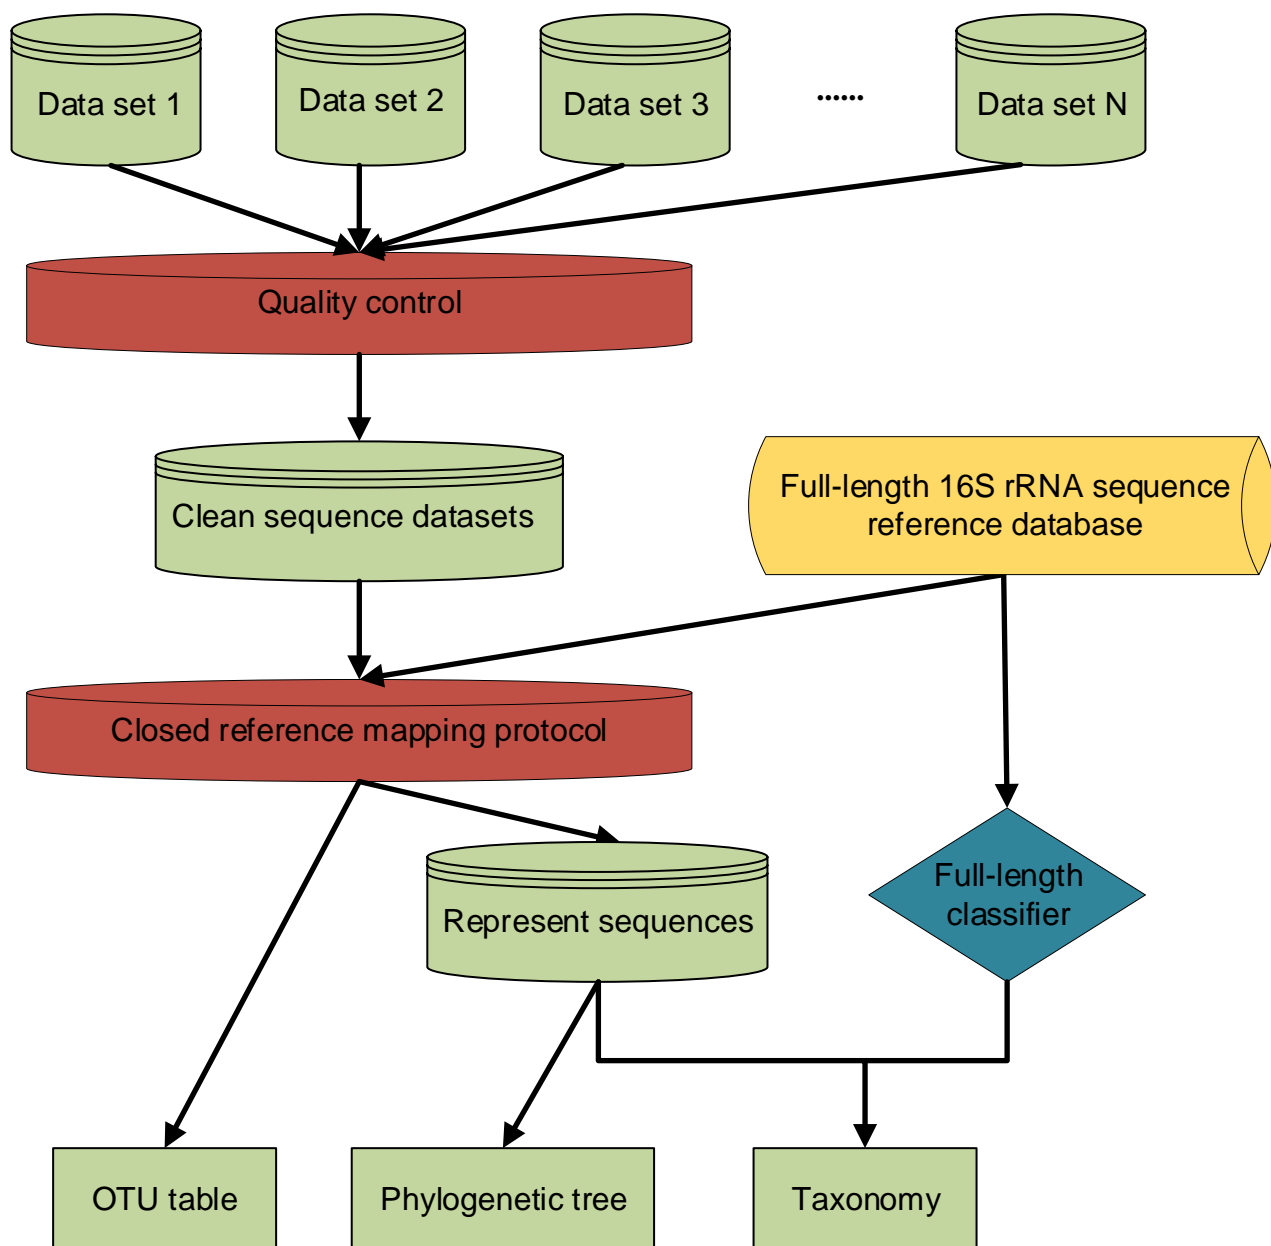 Data set 1
Data set 2
Data set 3
......
Data set N
Quality control
Clean sequence datasets
Full-length 16S rRNA sequence
reference database
Closed reference mapping protocol
Full-length
classifier
Represent sequences
OTU table
Phylogenetic tree
Taxonomy